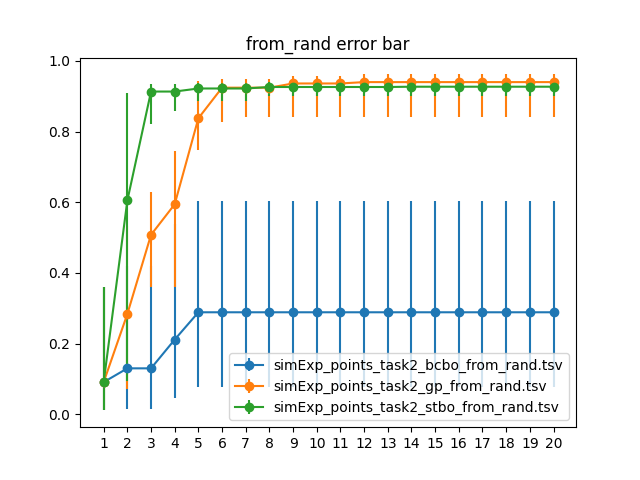 from_rand error bar
1.0
0.8
0.6
0.4
0.2
0.0
simExp_points_task2_bcbo_from_rand.tsv
simExp_points_task2_gp_from_rand.tsv
simExp_points_task2_stbo_from_rand.tsv
1 2 3 4 5 6 7 8 9 10 11 12 13 14 15 16 17 18 19 20